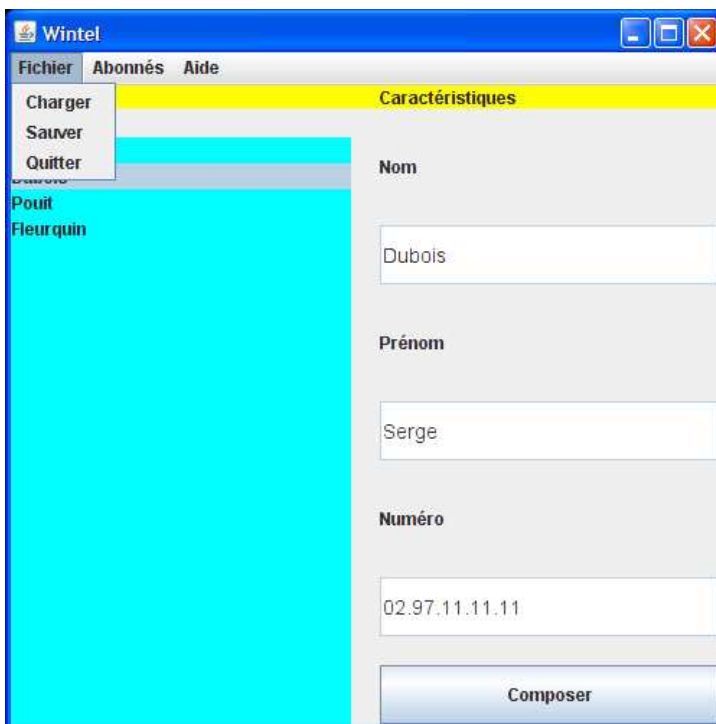 Wintel
Fichier Abonnés Aide
Charger
Sauver
Quitter
Caractéristiques
Dubois
Pouit
Fleurquin
Nom
Dubois
Prénom
Serge
Numéro
02.97.11.11.11
Composer